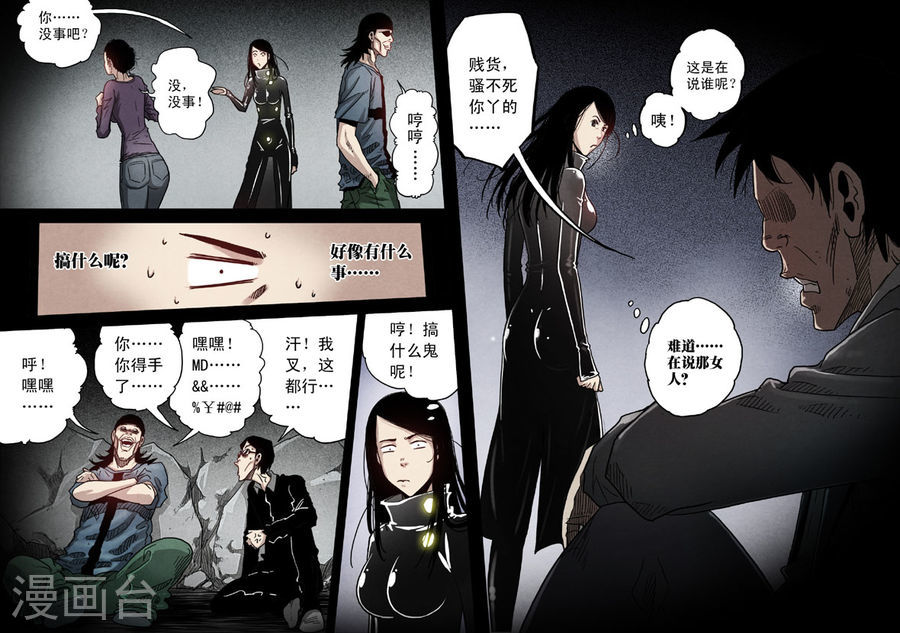 你……
没事吧？
没，
没事！
哼哼
……
搞什么呢？
好像有什么
事……
呼！
嘿嘿
……
你……
你得手
了……
嘿嘿！
MD……
&&……
%￥#@#
汗！我
叉，这
都行…
…
哼！搞
什么鬼
呢！
贱货，
骚不死
你丫的
……
这是在
说谁呢？
咦！
难道……
在说那女
人？
漫画台